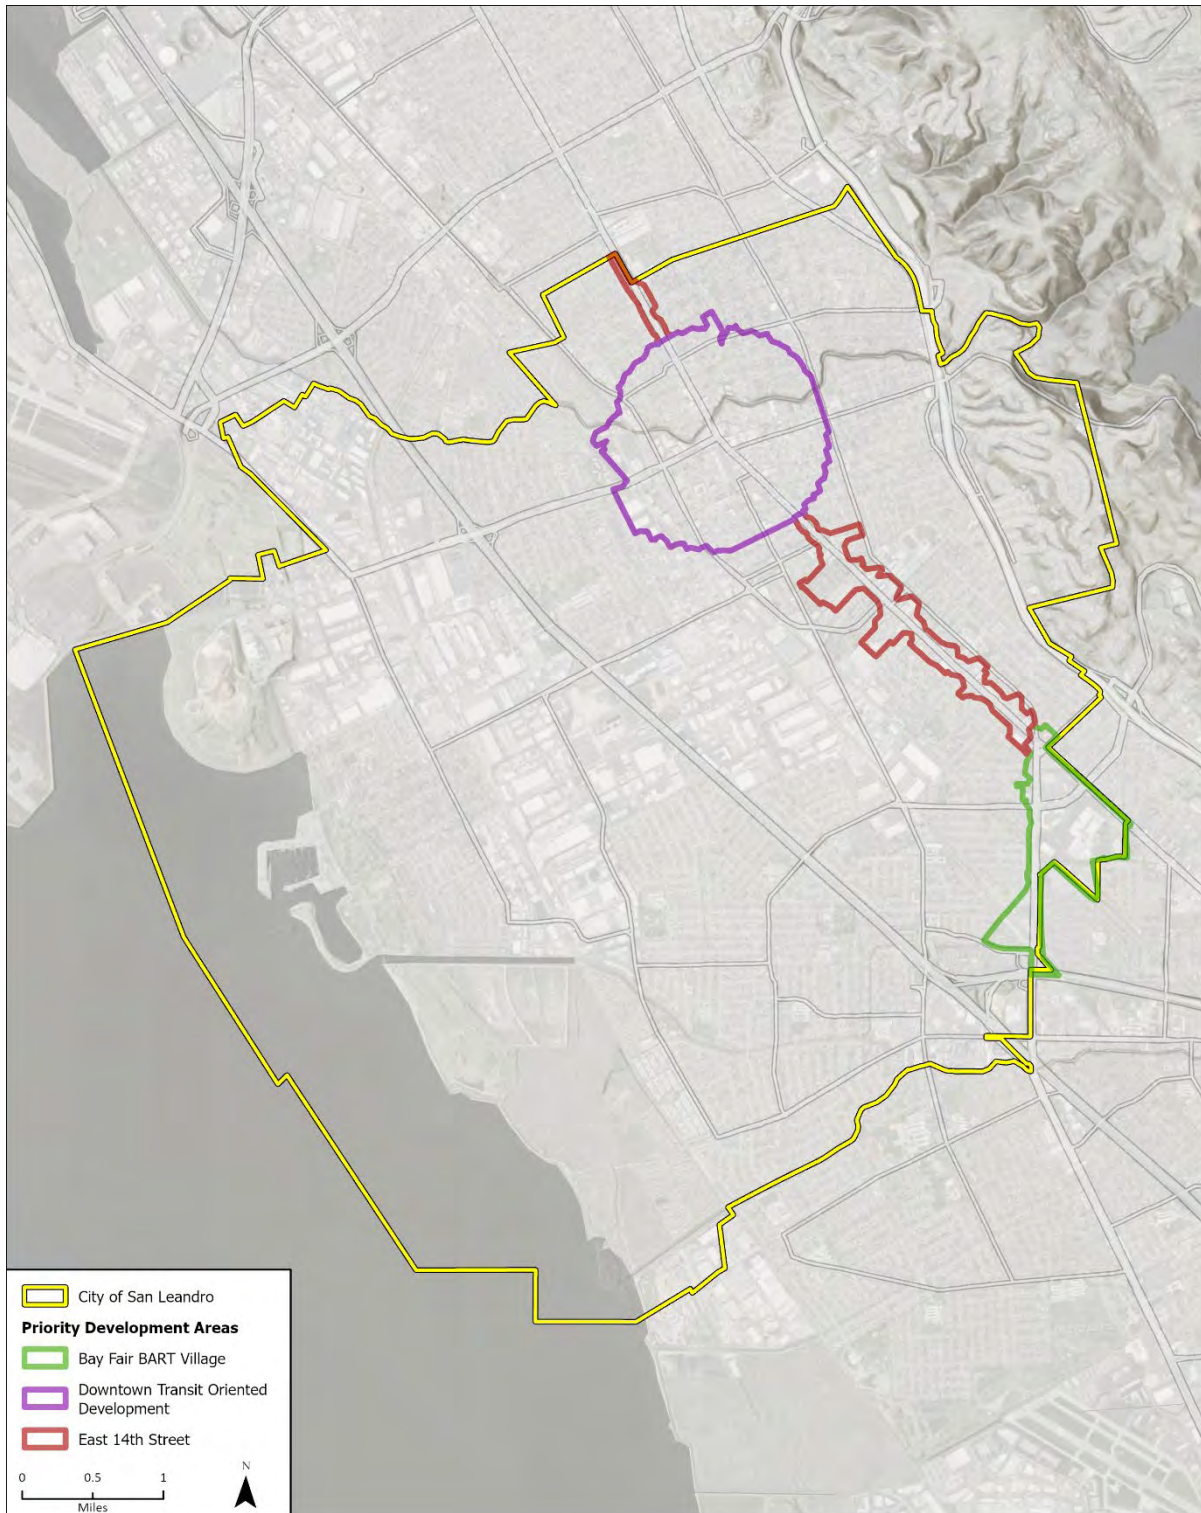 City of San Leandro
Priority Development Areas
Bay Fair BART Village
Downtown Transit Oriented
Development
East 14th Street
0 0.5 1
Miles
N